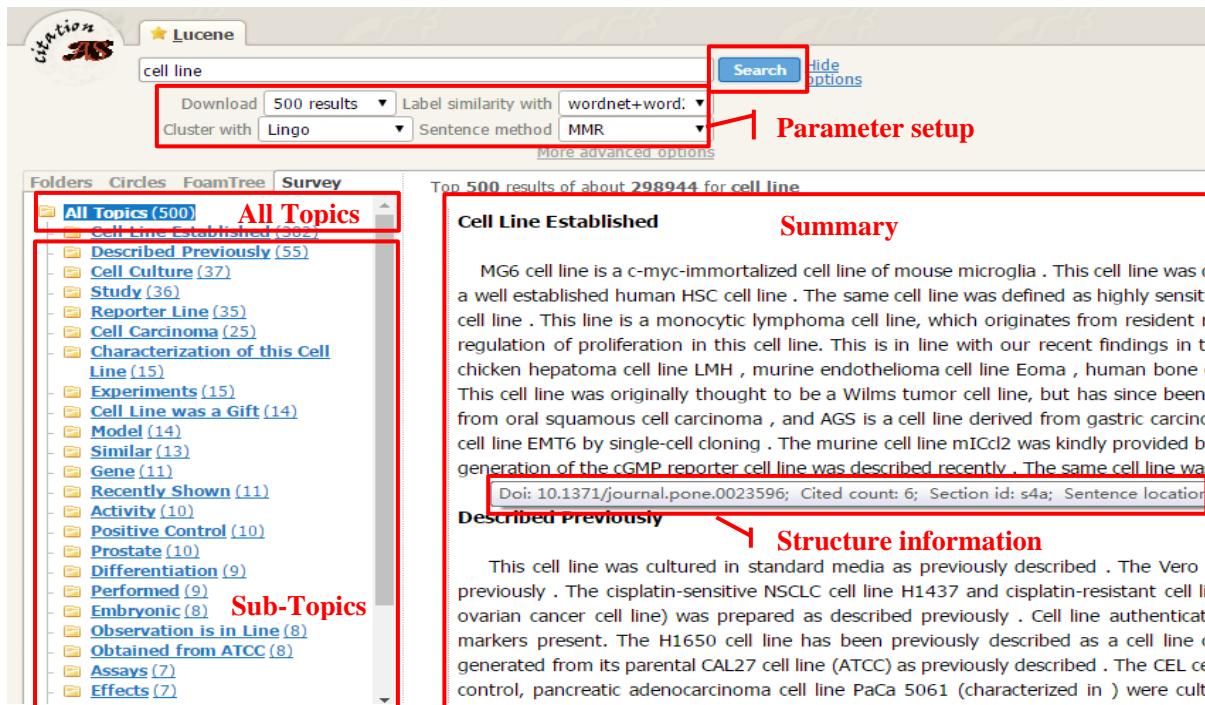 citation
AS
Lucene
cell line
Search
Hide options
Download 500 results Label similarity with wordnet+word2
Cluster with Lingo Sentence method MMR
Parameter setup
More advanced options
Folders Circles FoamTree Survey
Top 500 results of about 298944 for cell line
All Topics (500)
All Topics
Cell Line Established (302)
Described Previously (55)
Cell Culture (37)
Study (36)
Reporter Line (35)
Cell Carcinoma (25)
Characterization of this Cell
Line (15)
Experiments (15)
Cell Line was a Gift (14)
Model (14)
Similar (13)
Gene (11)
Recently Shown (11)
Activity (10)
Positive Control (10)
Prostate (10)
Differentiation (9)
Performed (9)
Embryonic (8)
Sub-Topics
Observation is in Line (8)
Obtained from ATCC (8)
Assays (7)
Effects (7)
Cell Line Established
Summary
MG6 cell line is a c-myc-immortalized cell line of mouse microglia . This cell line was
a well established human HSC cell line . The same cell line was defined as highly sensit
cell line . This line is a monocytic lymphoma cell line, which originates from resident
regulation of proliferation in this cell line. This is in line with our recent findings in t
chicken hepatoma cell line LMH , murine endothelioma cell line Eoma , human bone
This cell line was originally thought to be a Wilms tumor cell line, but has since been
from oral squamous cell carcinoma , and AGS is a cell line derived from gastric carcino
cell line EMT6 by single-cell cloning . The murine cell line mICcl2 was kindly provided b
generation of the cGMP reporter cell line was described recently . The same cell line wa
Doi: 10.1371/journal.pone.0023596; Cited count: 6; Section id: s4a; Sentence location
Described Previously
Structure information
This cell line was cultured in standard media as previously described . The Vero
previously . The cisplatin-sensitive NSCLC cell line H1437 and cisplatin-resistant cell li
ovarian cancer cell line) was prepared as described previously . Cell line authenticat
markers present. The H1650 cell line has been previously described as a cell line
generated from its parental CAL27 cell line (ATCC) as previously described . The CEL ce
control, pancreatic adenocarcinoma cell line PaCa 5061 (characterized in ) were cult